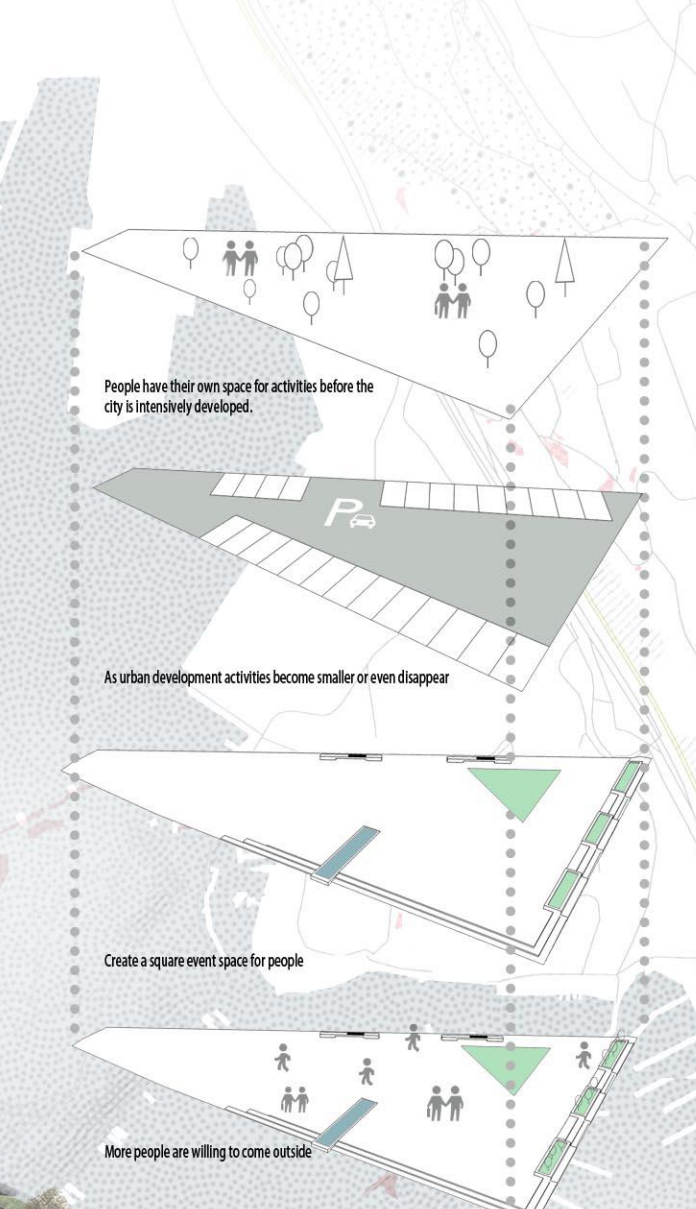 People have their own space for activities before the
city is intensively developed.
P
As urban development activities become smaller or even disappear
Create a square event space for people
More people are willing to come outside